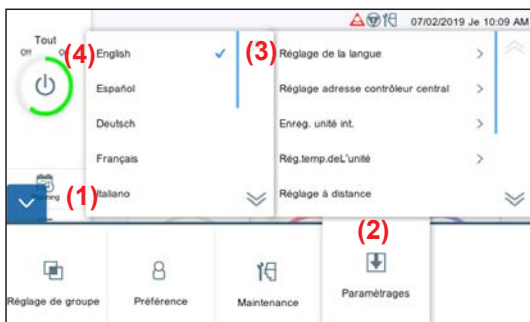 07/02/2019 Je 10:09 AM
Tout
Off On
(4) English
Español
Deutsch
Français
Italiano
(3) Réglage de la langue
Réglage adresse contrôleur central
Enreg. unité int.
Rég.temp.deL'unité
Réglage à distance
(1)
(2)
Réglage de groupe
Préférence
Maintenance
Paramétrages